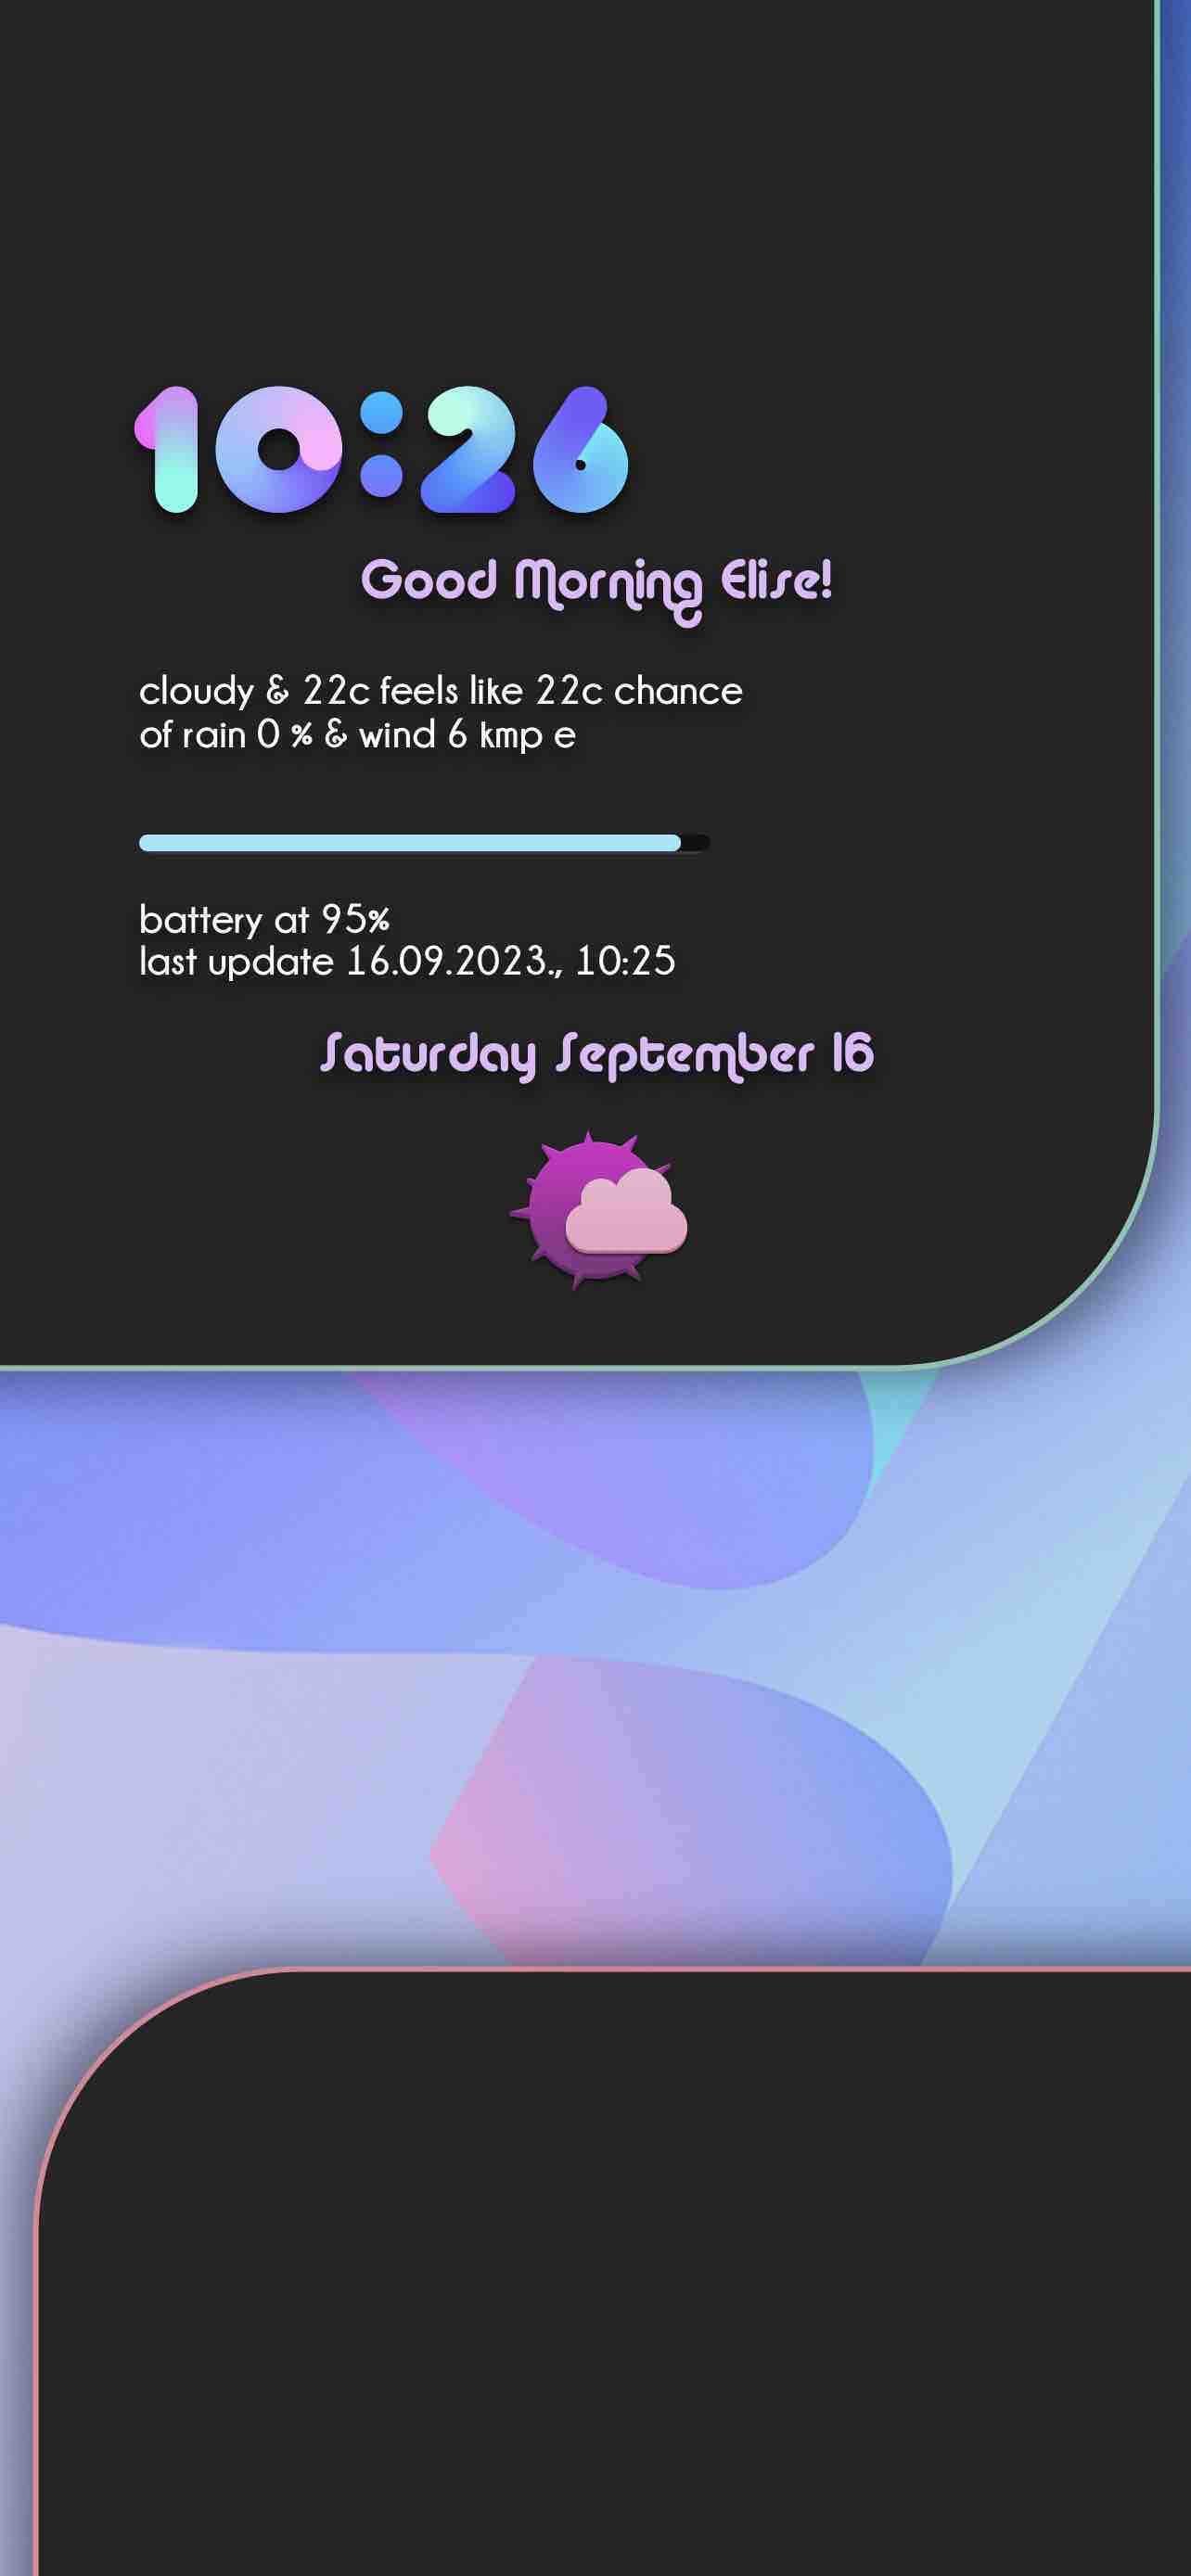 10:26
Good Morning Elise!
cloudy & 22c feels like 22c chance
of rain 0 % & wind 6 kmp e
battery at 95%
last update 16.09.2023., 10:25
Saturday September 16